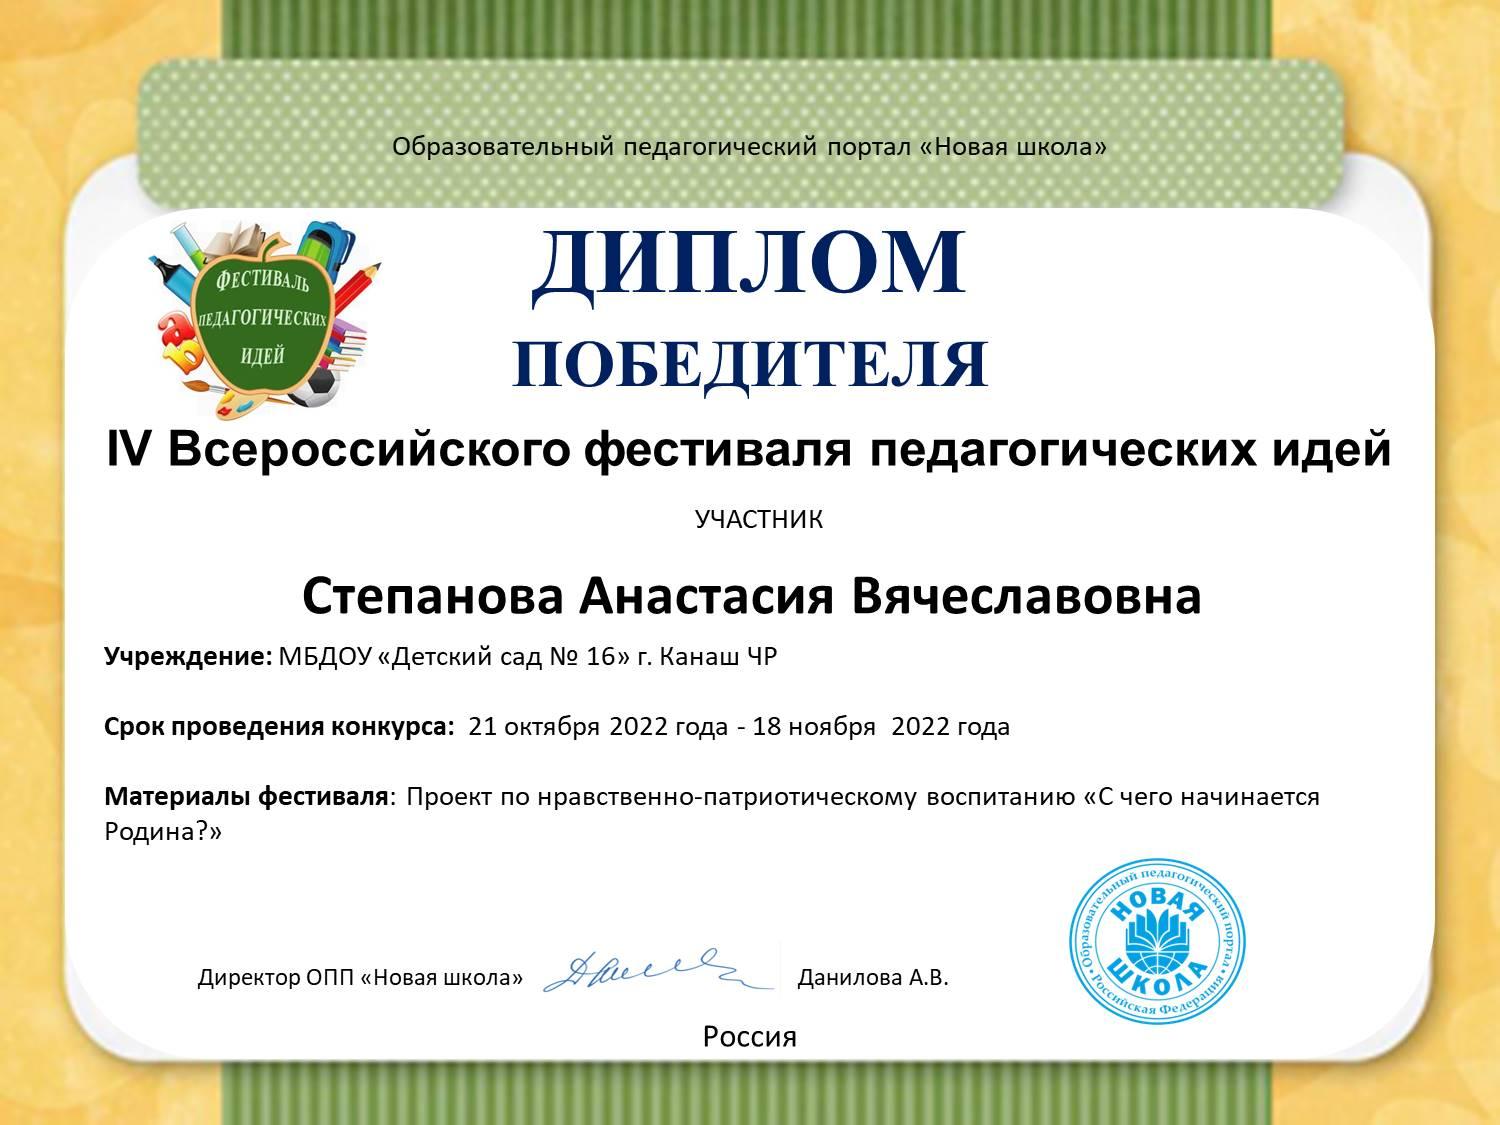 Образовательный педагогический портал «Новая школа»
ДИПЛОМ
ФЕСТИВАЛЬ
ПЕДАГОГИЧЕСКИХ
ИДЕЙ
ПОБЕДИТЕЛЯ
IV Всероссийского фестиваля педагогических идей
УЧАСТНИК
Степанова Анастасия Вячеславовна
Учреждение: МБДОУ «Детский сад № 16» г. Канаш ЧР
Срок проведения конкурса: 21 октября 2022 года - 18 ноября 2022 года
Материалы фестиваля: Проект по нравственно-патриотическому воспитанию «С чего начинается
Родина?»
Образовательный педагогический портал
НОВАЯ
ШКОЛА
Российская Федерация
Директор ОПП «Новая школа» Данилова А.В.
Россия